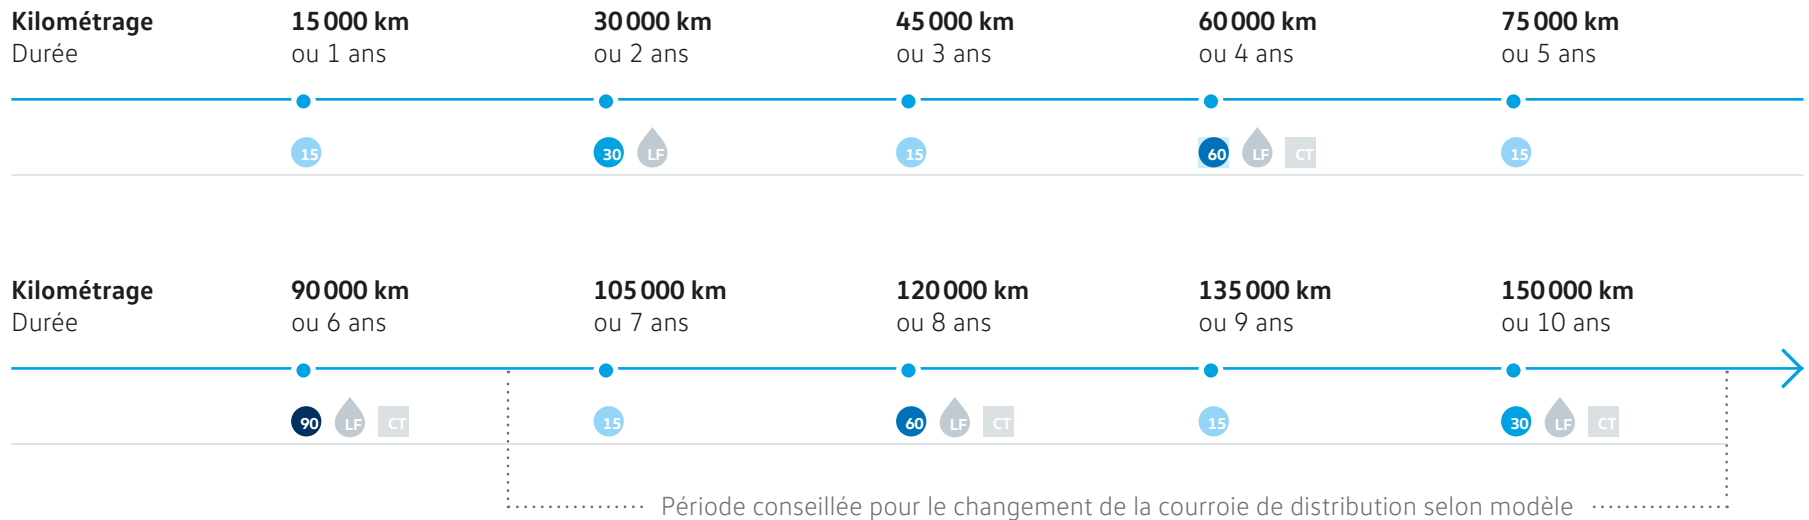 Kilométrage 15 000 km 30 000 km 45 000 km 60 000 km 75 000 km
Durée ou 1 ans ou 2 ans ou 3 ans ou 4 ans ou 5 ans
15 30 LF 15 60 LF CT 15
Kilométrage 90 000 km 105 000 km 120 000 km 135 000 km 150 000 km
Durée ou 6 ans ou 7 ans ou 8 ans ou 9 ans ou 10 ans
90 LF CT 15 60 LF CT 15 30 LF CT
Période conseillée pour le changement de la courroie de distribution selon modèle